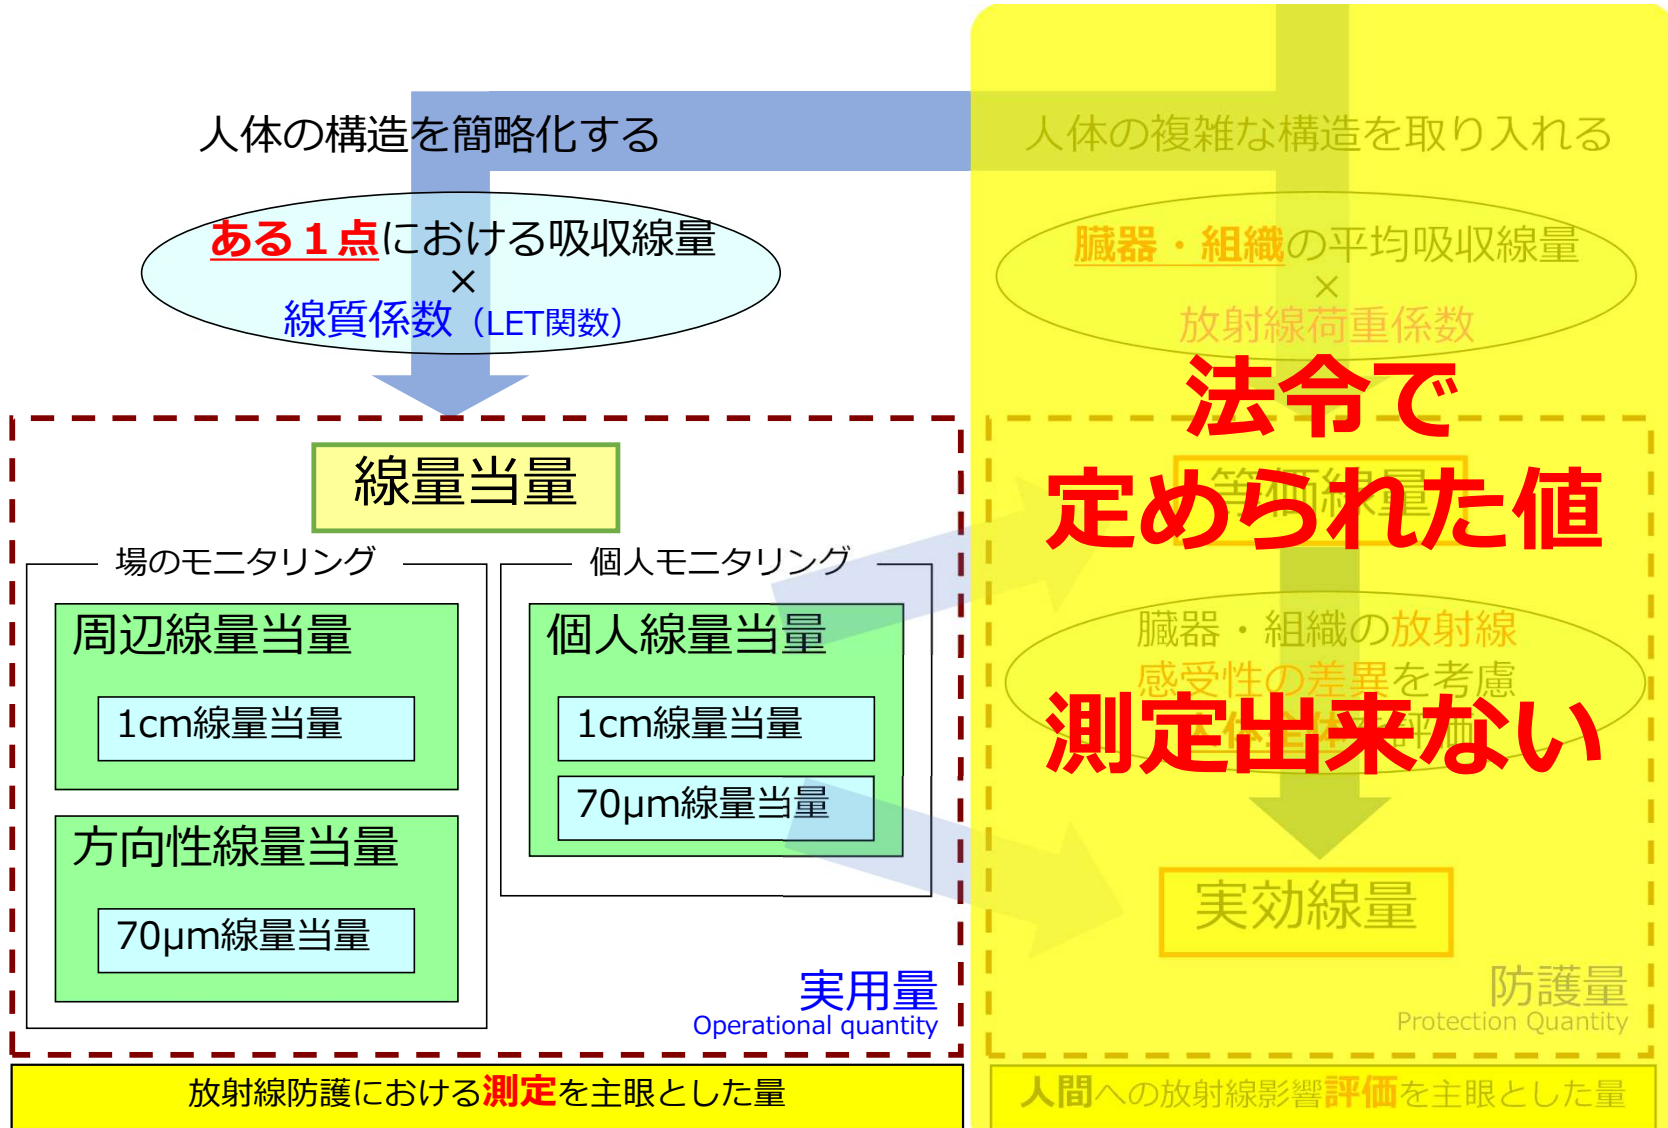 人体の構造を簡略化する
ある１点における吸収線量
×
線質係数（LET関数）
線量当量
場のモニタリング
周辺線量当量
1cm線量当量
方向性線量当量
70μm線量当量
個人モニタリング
個人線量当量
1cm線量当量
70μm線量当量
実用量
Operational quantity
放射線防護における測定を主眼とした量
人体の複雑な構造を取り入れる
臓器・組織の平均吸収線量
×
放射線荷重係数
法令で
定められた値
等価線量
臓器・組織の放射線
感受性の差異を考慮
測定出来ない
実効線量
防護量
Protection Quantity
人間への放射線影響評価を主眼とした量